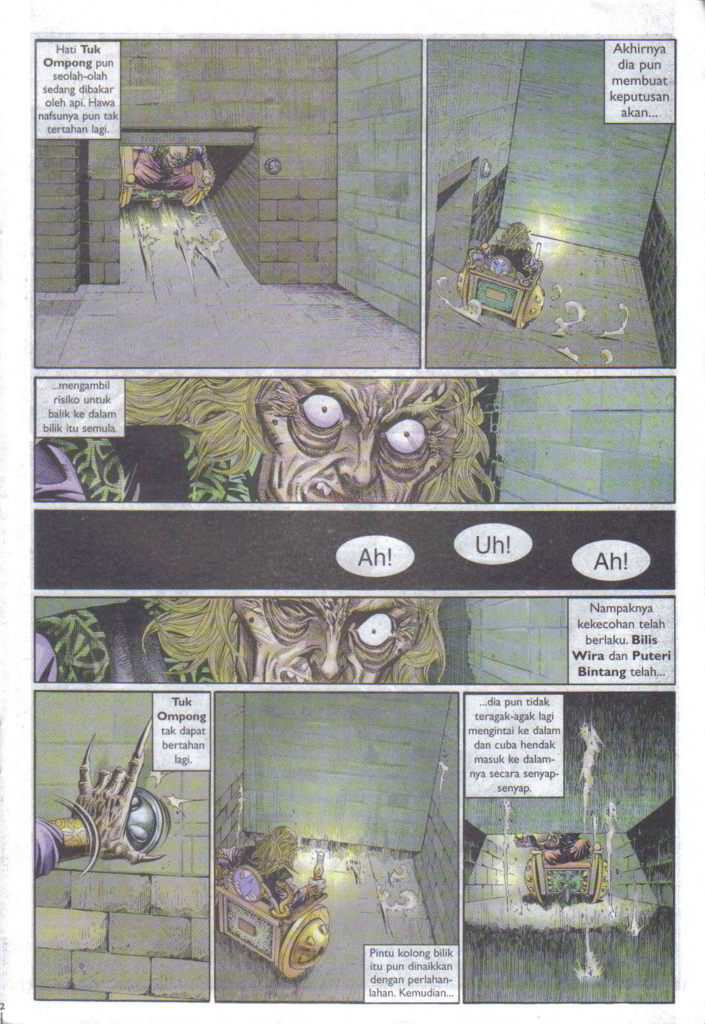 Hati Tuk
Ompong pun
seolah-olah
sedang dibakar
oleh api. Hawa
nafsunya pun tak
tertahan lagi.
Akhirnya
dia pun
membuat
keputusan
akan...
...mengambil
risiko untuk
balik ke dalam
bilik itu semula.
Ah!
Uh!
Ah!
Nampaknya
kekecohan telah
berlaku. Bilis
Wira dan Puteri
Bintang telah...
Tuk
Ompong
tak dapat
bertahan
lagi.
Pintu kolong bilik
itu pun dinaikkan
dengan perlahan-
lahan. Kemudian...
...dia pun tidak
teragak-agak lagi
mengintai ke dalam
dan cuba hendak
masuk ke dalam-
nya secara senyap-
senyap.